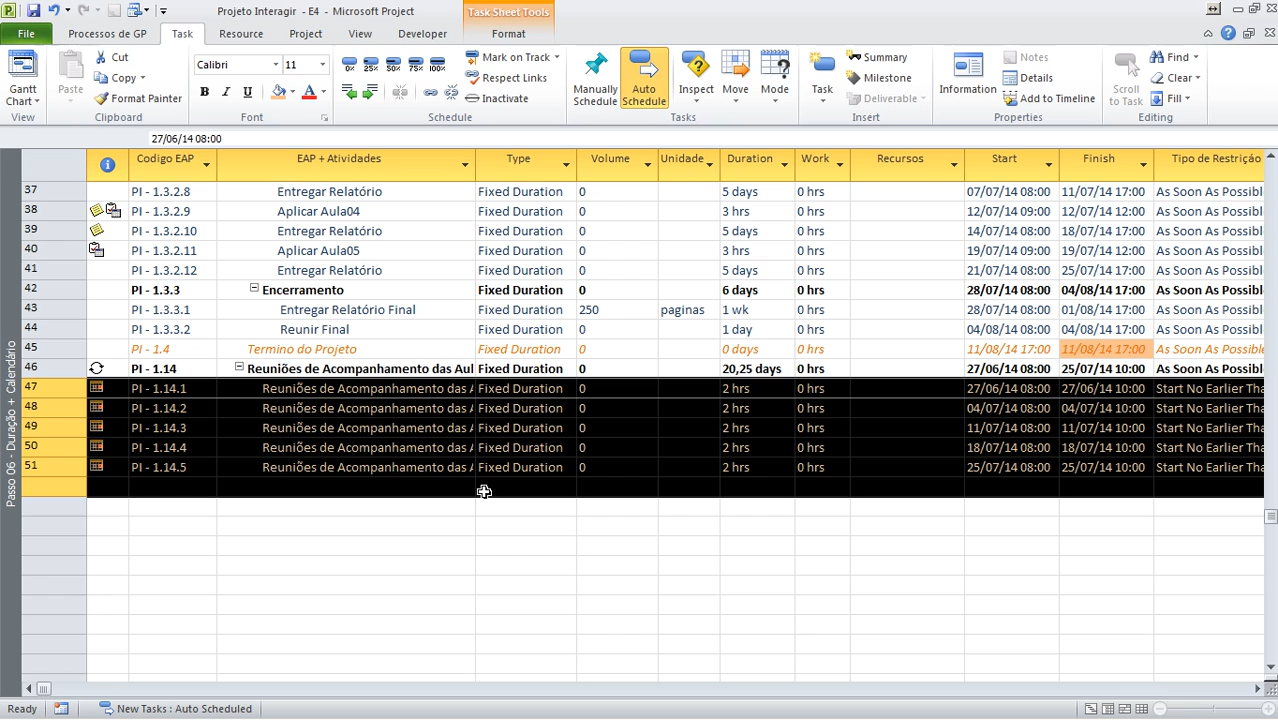 Projeto Interagir - E4 - Microsoft Project
Task Sheet Tools
File Processos de GP Task Resource Project View Developer Format
Cut
Copy
Format Painter
Paste
Gantt Chart
Calibri 11
B I U A
0% 25% 50% 75% 100%
Mark on Track
Respect Links
Inactivate
Manually Schedule
Auto Schedule
Inspect Move Mode
Task
Summary
Milestone
Deliverable
Information
Notes
Details
Add to Timeline
Scroll to Task
Find
Clear
Fill
View Clipboard Font Schedule Tasks Insert Properties Editing
27/06/14 08:00
Codigo EAP EAP + Atividades Type Volume Unidade Duration Work Recursos Start Finish Tipo de Restrição
37 PI - 1.3.2.8 Entregar Relatório Fixed Duration 0 5 days 0 hrs 07/07/14 08:00 11/07/14 17:00 As Soon As Possible
38 PI - 1.3.2.9 Aplicar Aula04 Fixed Duration 0 3 hrs 0 hrs 12/07/14 09:00 12/07/14 12:00 As Soon As Possible
39 PI - 1.3.2.10 Entregar Relatório Fixed Duration 0 5 days 0 hrs 14/07/14 08:00 18/07/14 17:00 As Soon As Possible
40 PI - 1.3.2.11 Aplicar Aula05 Fixed Duration 0 3 hrs 0 hrs 19/07/14 09:00 19/07/14 12:00 As Soon As Possible
41 PI - 1.3.2.12 Entregar Relatório Fixed Duration 0 5 days 0 hrs 21/07/14 08:00 25/07/14 17:00 As Soon As Possible
42 PI - 1.3.3 Encerramento Fixed Duration 0 6 days 0 hrs 28/07/14 08:00 04/08/14 17:00 As Soon As Possibl
43 PI - 1.3.3.1 Entregar Relatório Final Fixed Duration 250 paginas 1 wk 0 hrs 28/07/14 08:00 01/08/14 17:00 As Soon As Possible
44 PI - 1.3.3.2 Reunir Final Fixed Duration 0 1 day 0 hrs 04/08/14 08:00 04/08/14 17:00 As Soon As Possible
45 PI - 1.4 Termino do Projeto Fixed Duration 0 0 days 0 hrs 11/08/14 17:00 11/08/14 17:00 As Soon As Possible
46 PI - 1.14 Reuniões de Acompanhamento das Aul Fixed Duration 0 20,25 days 0 hrs 27/06/14 08:00 25/07/14 10:00 As Soon As Possibl
47 PI - 1.14.1 Reuniões de Acompanhamento das A Fixed Duration 0 2 hrs 0 hrs 27/06/14 08:00 27/06/14 10:00 Start No Earlier Tha
48 PI - 1.14.2 Reuniões de Acompanhamento das A Fixed Duration 0 2 hrs 0 hrs 04/07/14 08:00 04/07/14 10:00 Start No Earlier Tha
49 PI - 1.14.3 Reuniões de Acompanhamento das A Fixed Duration 0 2 hrs 0 hrs 11/07/14 08:00 11/07/14 10:00 Start No Earlier Tha
50 PI - 1.14.4 Reuniões de Acompanhamento das A Fixed Duration 0 2 hrs 0 hrs 18/07/14 08:00 18/07/14 10:00 Start No Earlier Tha
51 PI - 1.14.5 Reuniões de Acompanhamento das A Fixed Duration 0 2 hrs 0 hrs 25/07/14 08:00 25/07/14 10:00 Start No Earlier Tha
Passo 06 - Duração + Calendário
Ready New Tasks : Auto Scheduled